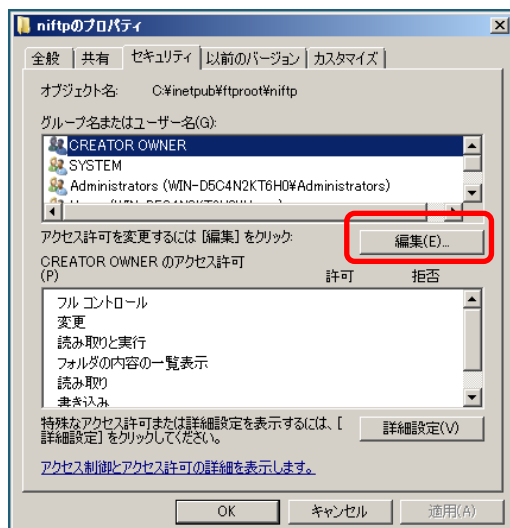 niftpのプロパティ
全般 共有 セキュリティ 以前のバージョン カスタマイズ
オブジェクト名: C:¥inetpub¥ftproot¥niftp
グループ名またはユーザー名(G):
CREATOR OWNER
SYSTEM
Administrators (WIN-D5C4N2KT6H0¥Administrators)
アクセス許可を変更するには [編集] をクリック:
編集(E)...
CREATOR OWNER のアクセス許可
(P) 許可 拒否
フル コントロール
変更
読み取りと実行
フォルダの内容の一覧表示
読み取り
書き込み
特殊なアクセス許可または詳細設定を表示するには、[
詳細設定] をクリックしてください。
詳細設定(V)
アクセス制御とアクセス許可の詳細を表示します。
OK キャンセル 適用(A)